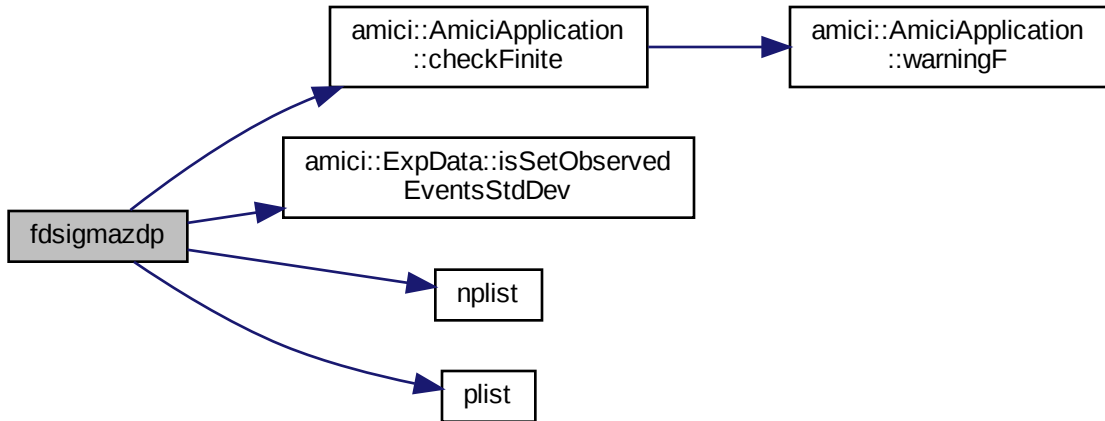 amici::AmiciApplication
::checkFinite
amici::AmiciApplication
::warningF
amici::ExpData::isSetObserved
EventsStdDev
fdsigmazdp
nplist
plist